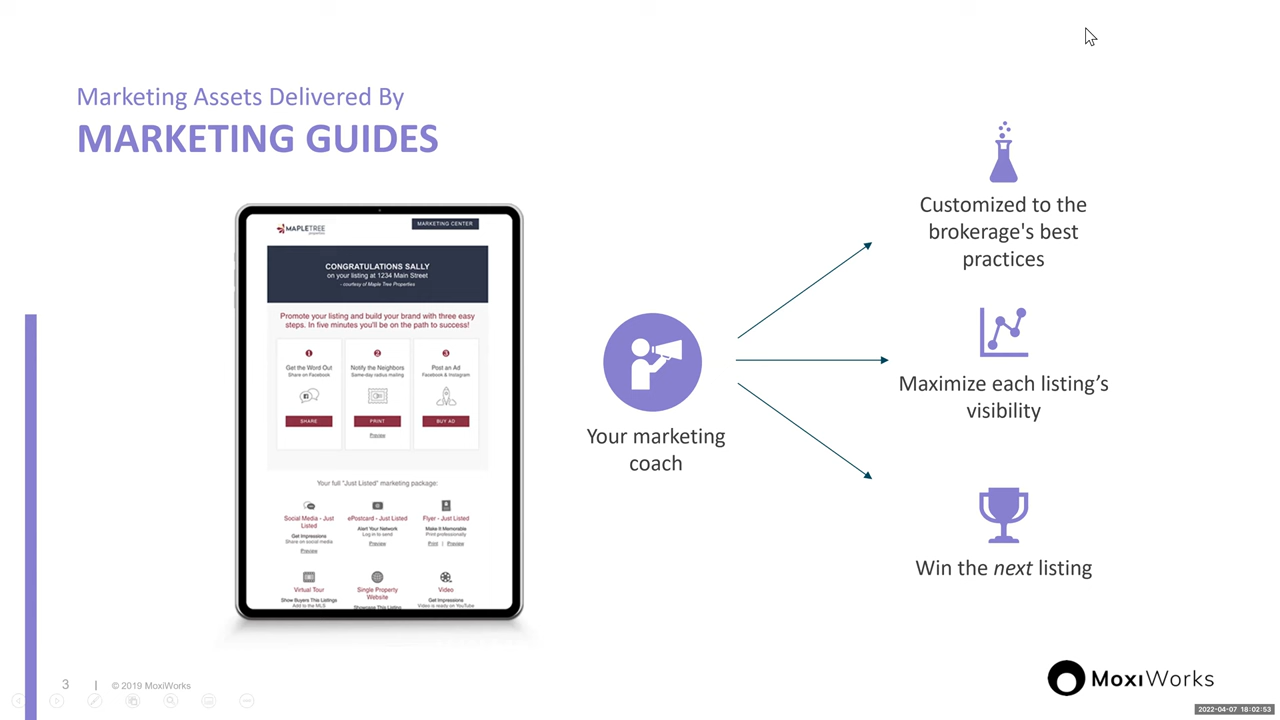 Marketing Assets Delivered By
MARKETING GUIDES
MAPLETREE
properties
MARKETING CENTER
CONGRATULATIONS SALLY
on your listing at 1234 Main Street
- courtesy of Maple Tree Properties
Promote your listing and build your brand with three easy
steps. In five minutes you'll be on the path to success!
1
Get the Word Out
Share on Facebook
SHARE
2
Notify the Neighbors
Same-day radius mailing
PRINT
Preview
3
Post an Ad
Facebook & Instagram
BUY AD
Your full "Just Listed" marketing package:
Social Media - Just
Listed
Get Impressions
Share on social media
Preview
ePostcard - Just Listed
Alert Your Network
Log in to send
Preview
Flyer - Just Listed
Make It Memorable
Print professionally
Print | Preview
Virtual Tour
Show Buyers This Listings
Add to the MLS
Single Property
Website
Showcase This Listing
Video
Get Impressions
Video is ready on YouTube
Your marketing
coach
Customized to the
brokerage's best
practices
Maximize each listing’s
visibility
Win the next listing
3 | © 2019 MoxiWorks
MoxiWorks
2022-04-07 18:02:53